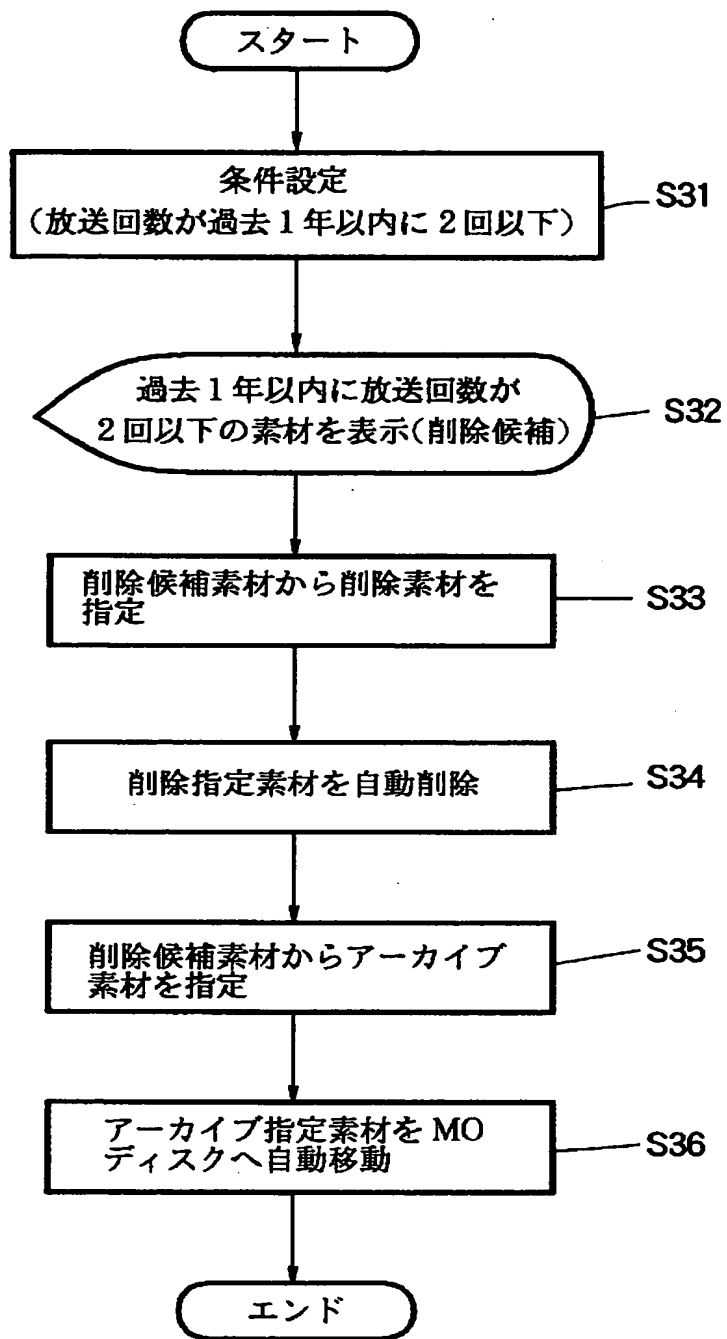 スタート
条件設定
(放送回数が過去1年以内に2回以下)
S31
過去1年以内に放送回数が
2回以下の素材を表示(削除候補)
S32
削除候補素材から削除素材を
指定
S33
削除指定素材を自動削除
S34
削除候補素材からアーカイブ
素材を指定
S35
アーカイブ指定素材をMO
ディスクへ自動移動
S36
エンド